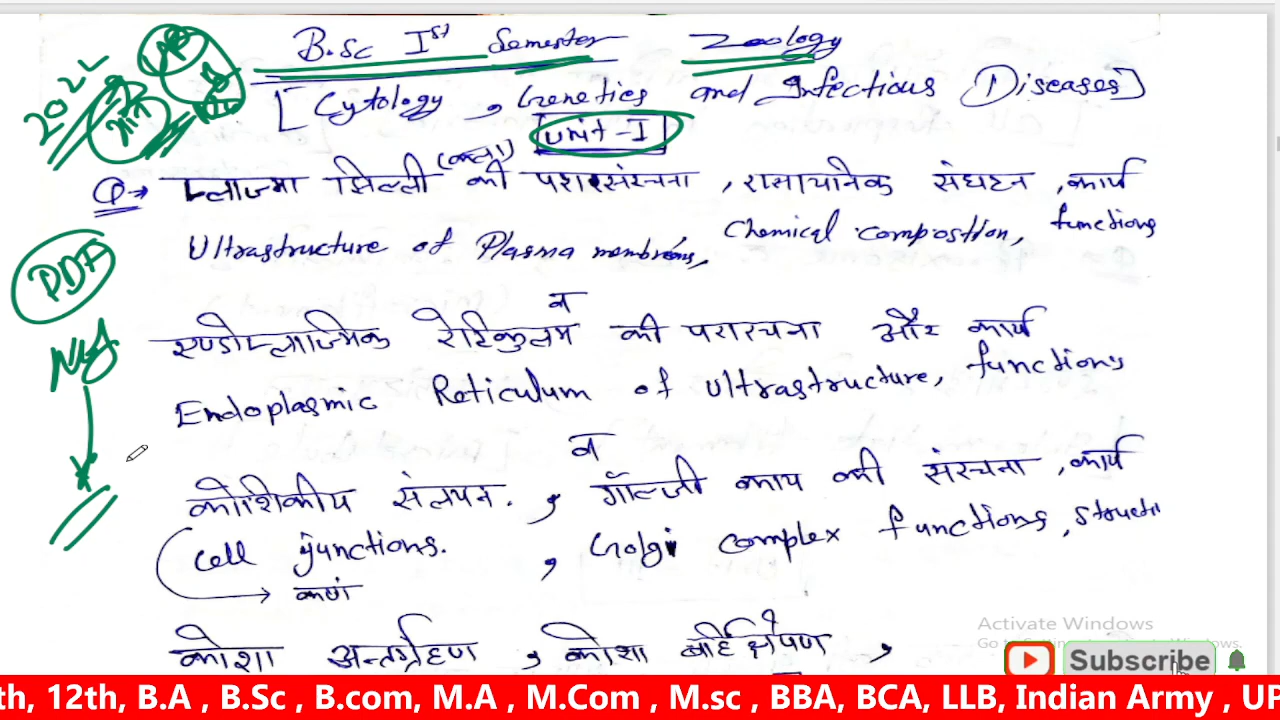 2022
B.Sc Ist Semester Zoology
[Cytology, Genetics and Infectious Diseases]
unit-I
(कला)
Q→ प्लाज्मा झिल्ली की परासंरचना, रासायनिक संघटन, कार्य
Ultrastructure of Plasma membrane, Chemical composition, functions
PDF
व
एण्डोप्लाज्मिक रेटिकुलम की परारचना और कार्य
Endoplasmic Reticulum of Ultrastructure, functions
व
कोशिकीय संलयन. , गॉल्जी काय की संरचना, कार्य
Cell junctions. , Golgi complex functions, structu
कोशा अन्तर्ग्रहण , कोशा बर्हिक्षेपण ,
Activate Windows
Subscribe
th, 12th, B.A , B.Sc , B.com, M.A , M.Com , M.sc , BBA, BCA, LLB, Indian Army , UP